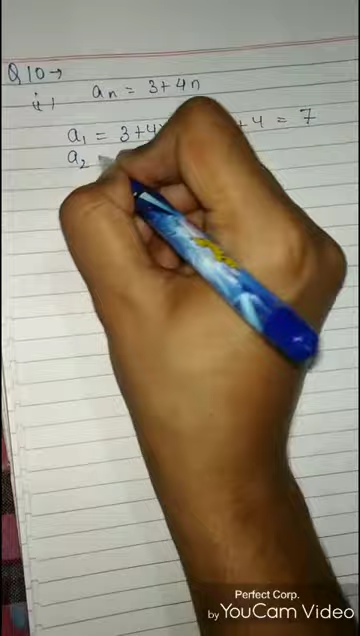 Q10→
(i) aₙ = 3+4n
a₁ = 3+4 +4 = 7
a₂
Perfect Corp.
by YouCam Video